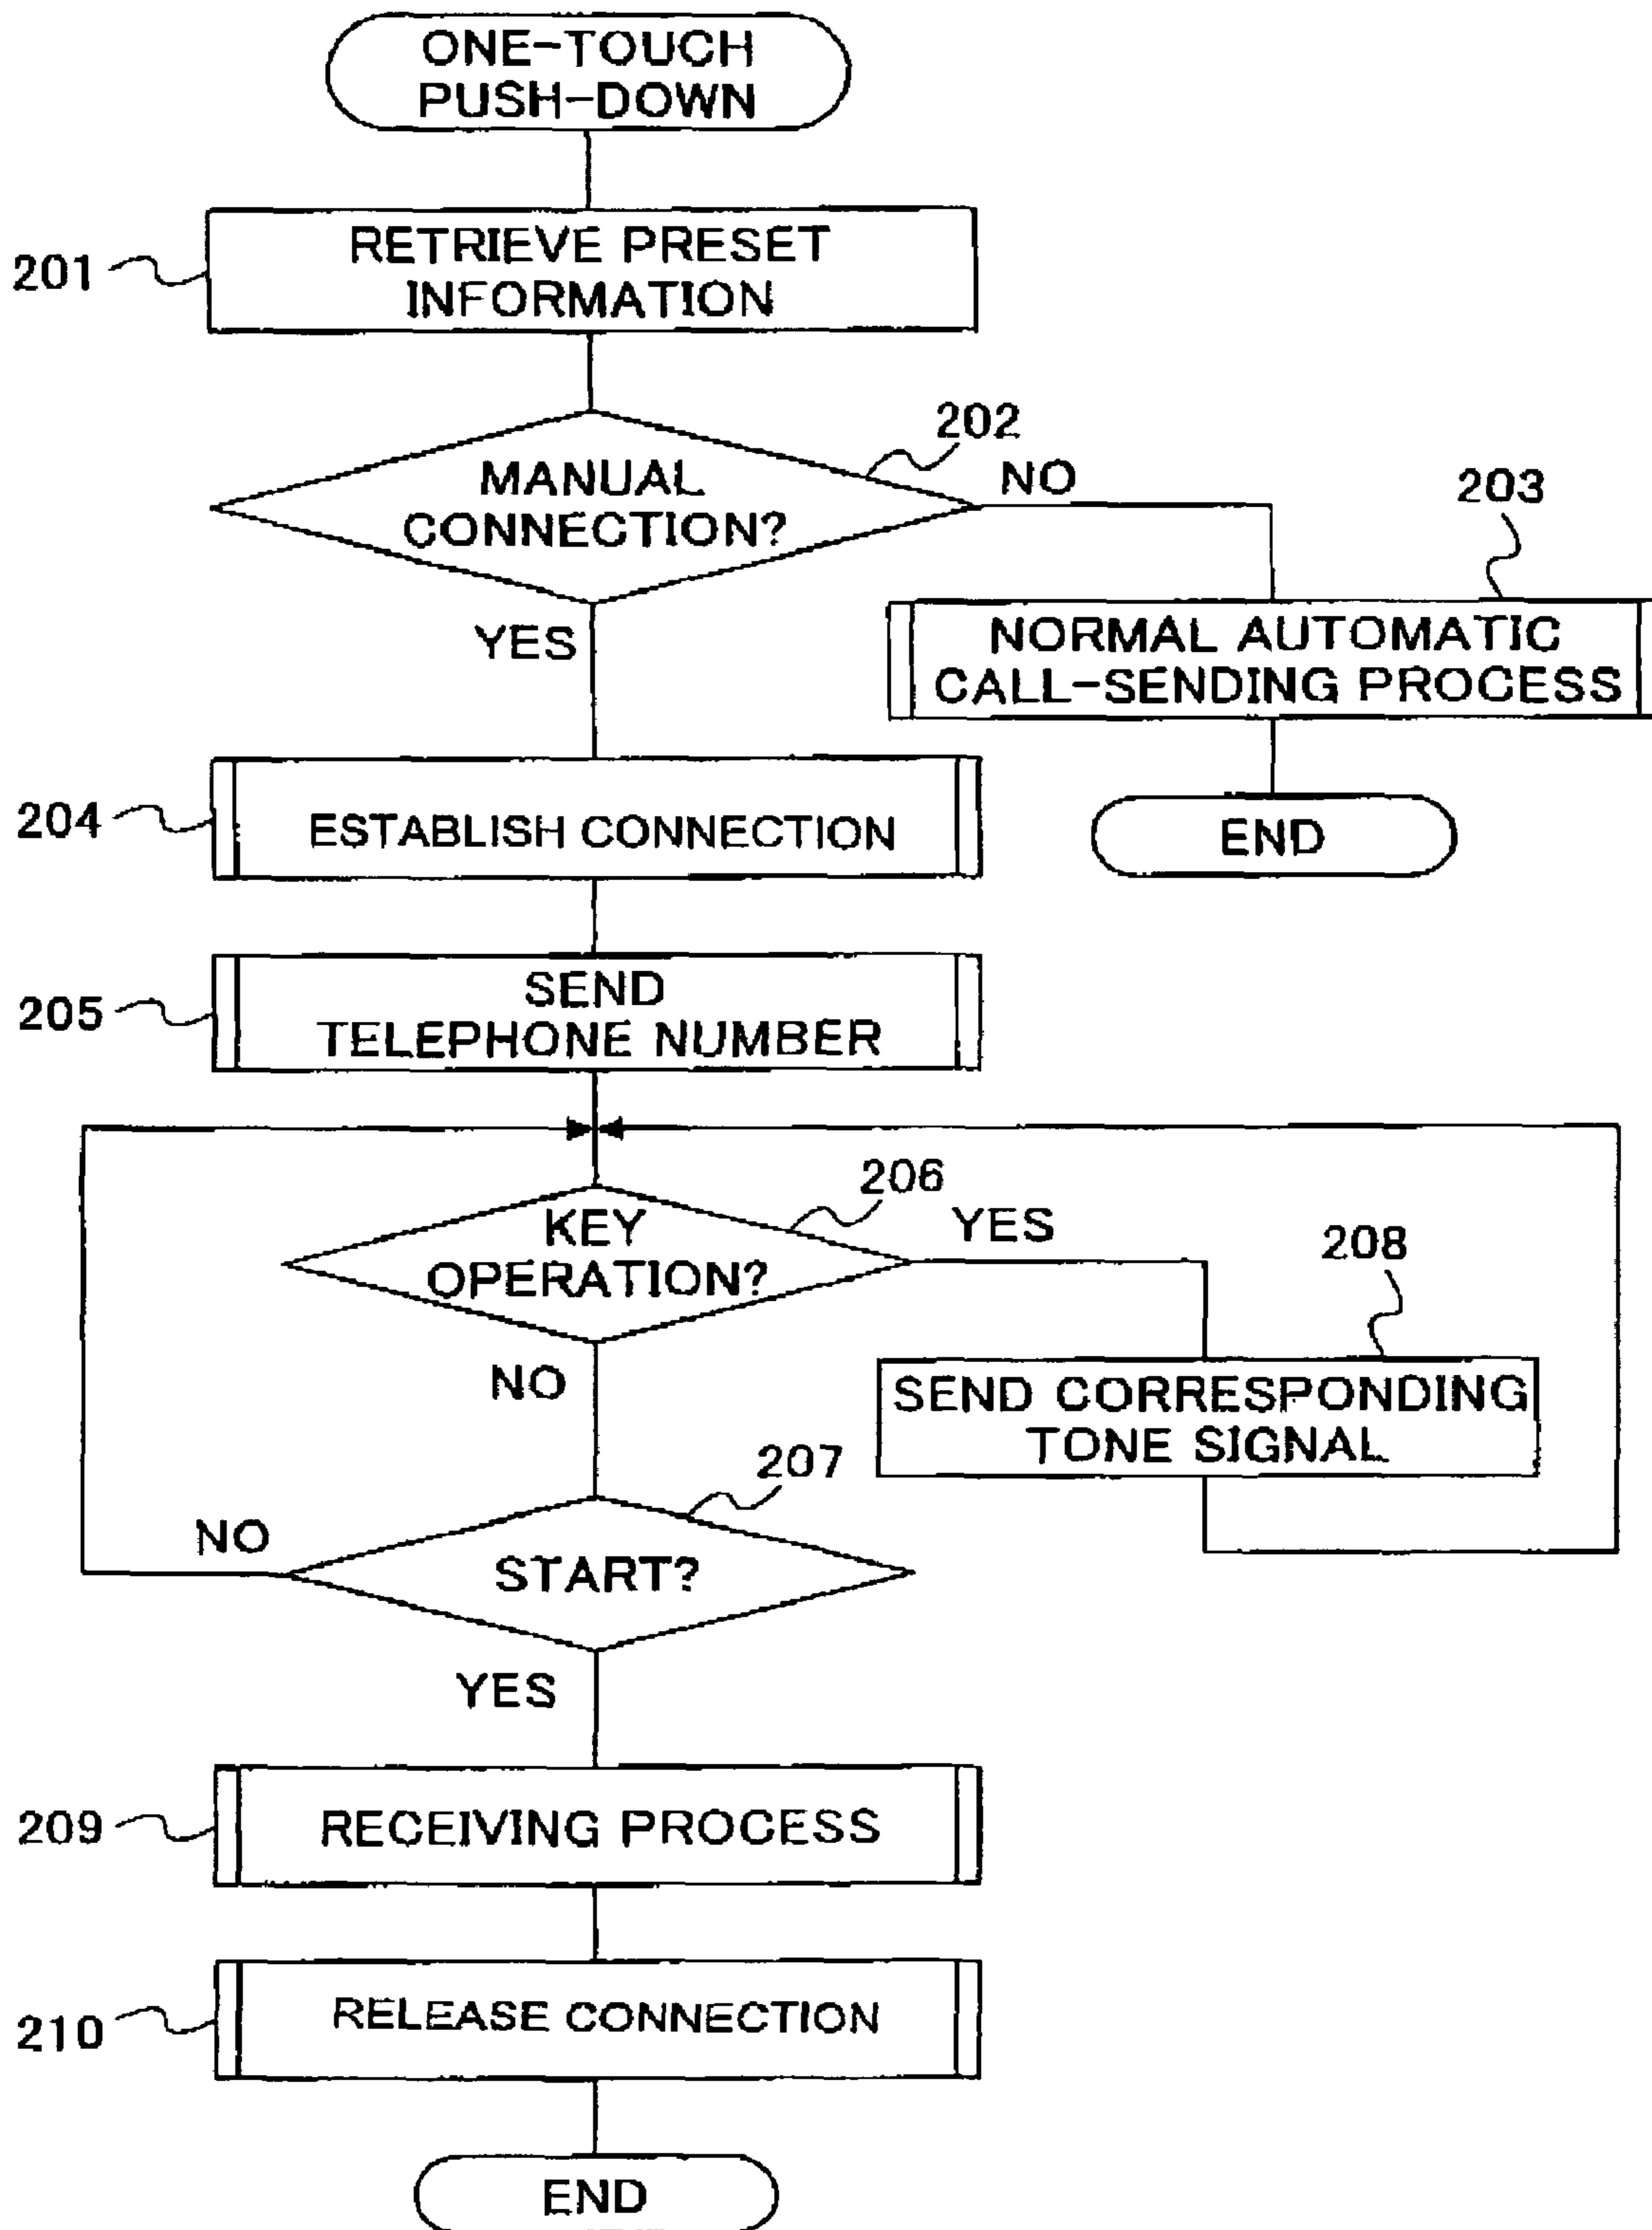 ONE-TOUCH
PUSH-DOWN
201
RETRIEVE PRESET
INFORMATION
202
MANUAL
CONNECTION?
NO
203
YES
NORMAL AUTOMATIC
CALL-SENDING PROCESS
204
ESTABLISH CONNECTION
END
205
SEND
TELEPHONE NUMBER
206
KEY
OPERATION?
YES
208
NO
SEND CORRESPONDING
TONE SIGNAL
207
NO
START?
YES
209
RECEIVING PROCESS
210
RELEASE CONNECTION
END